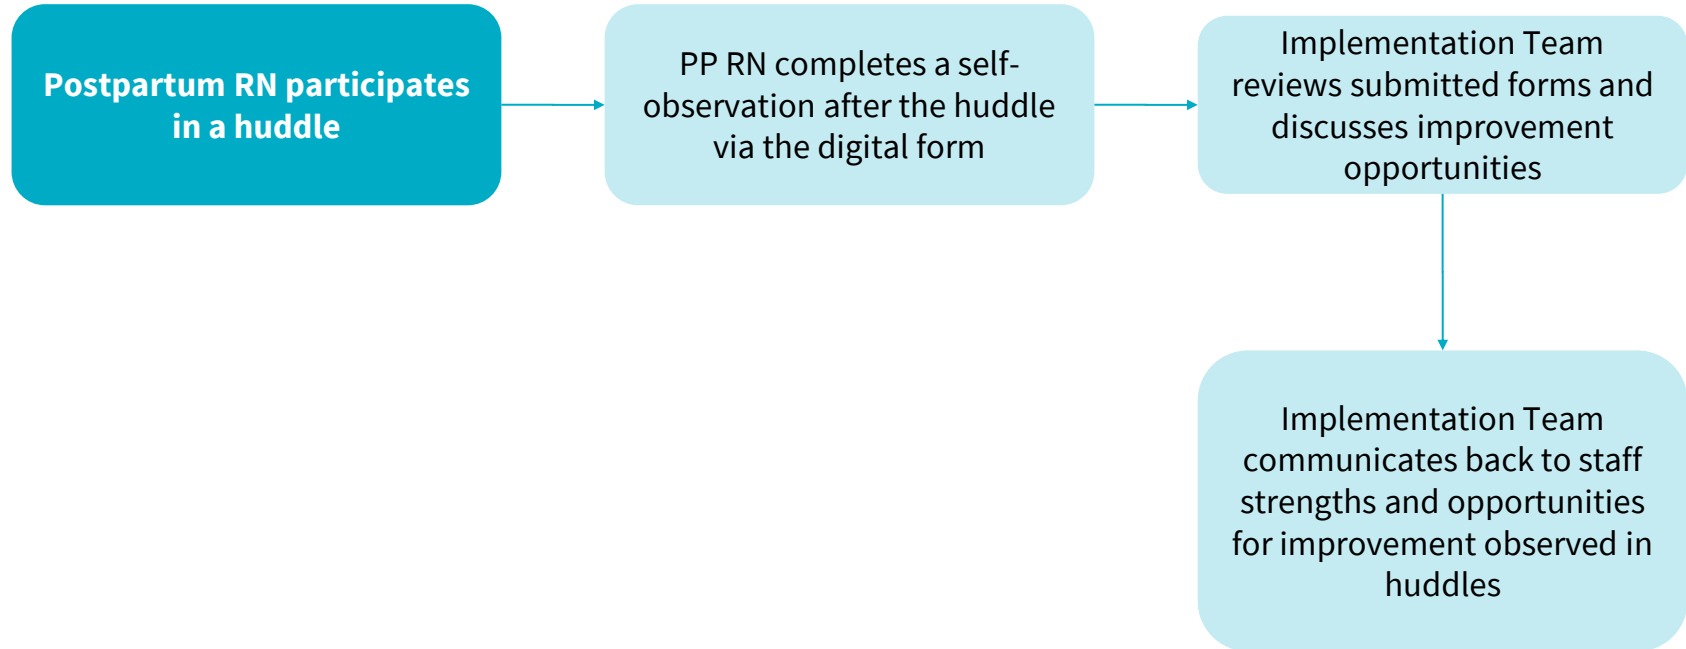 Postpartum RN participates
in a huddle
PP RN completes a self-
observation after the huddle
via the digital form
Implementation Team
reviews submitted forms and
discusses improvement
opportunities
Implementation Team
communicates back to staff
strengths and opportunities
for improvement observed in
huddles